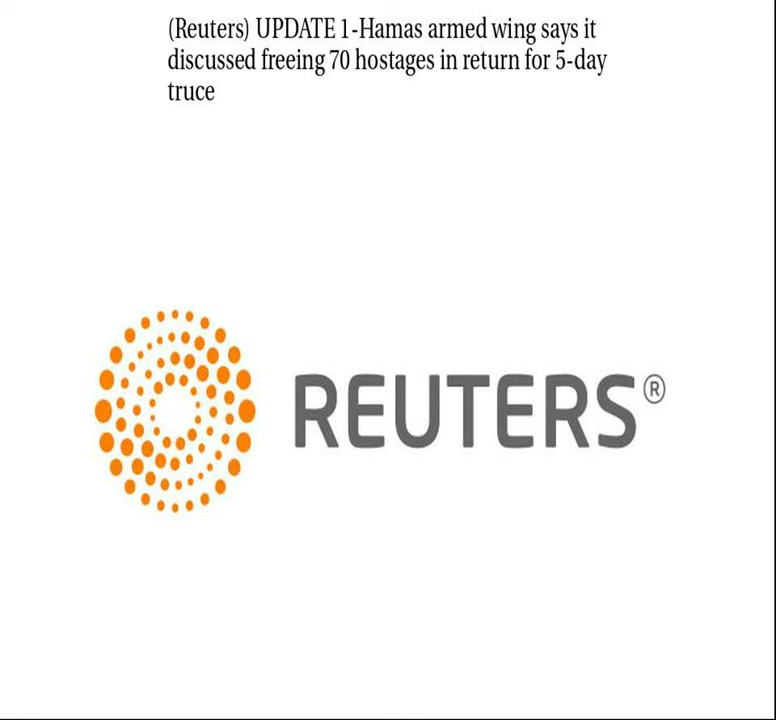 (Reuters) UPDATE 1-Hamas armed wing says it
discussed freeing 70 hostages in return for 5-day
truce
REUTERS®